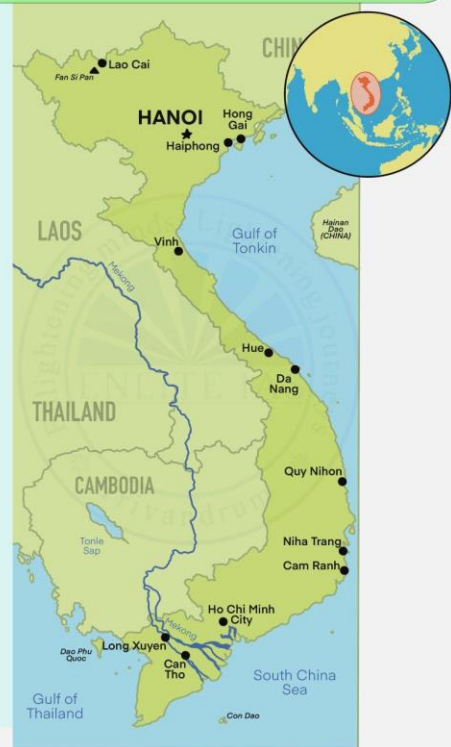 CHIN
Lao Cai
Fan Si Pan
HANOI
Hong
Gai
Haiphong
LAOS
Gulf of
Tonkin
Hainan
Dao
(CHINA)
Vinh
Mekong
Hue
Da
Nang
THAILAND
CAMBODIA
Quy Nihon
Tonle
Sap
Niha Trang
Cam Ranh
Ho Chi Minh
City
Mekong
Long Xuyen
Dao Phu
Quoc
Can
Tho
South China
Sea
Gulf of
Thailand
Con Dao